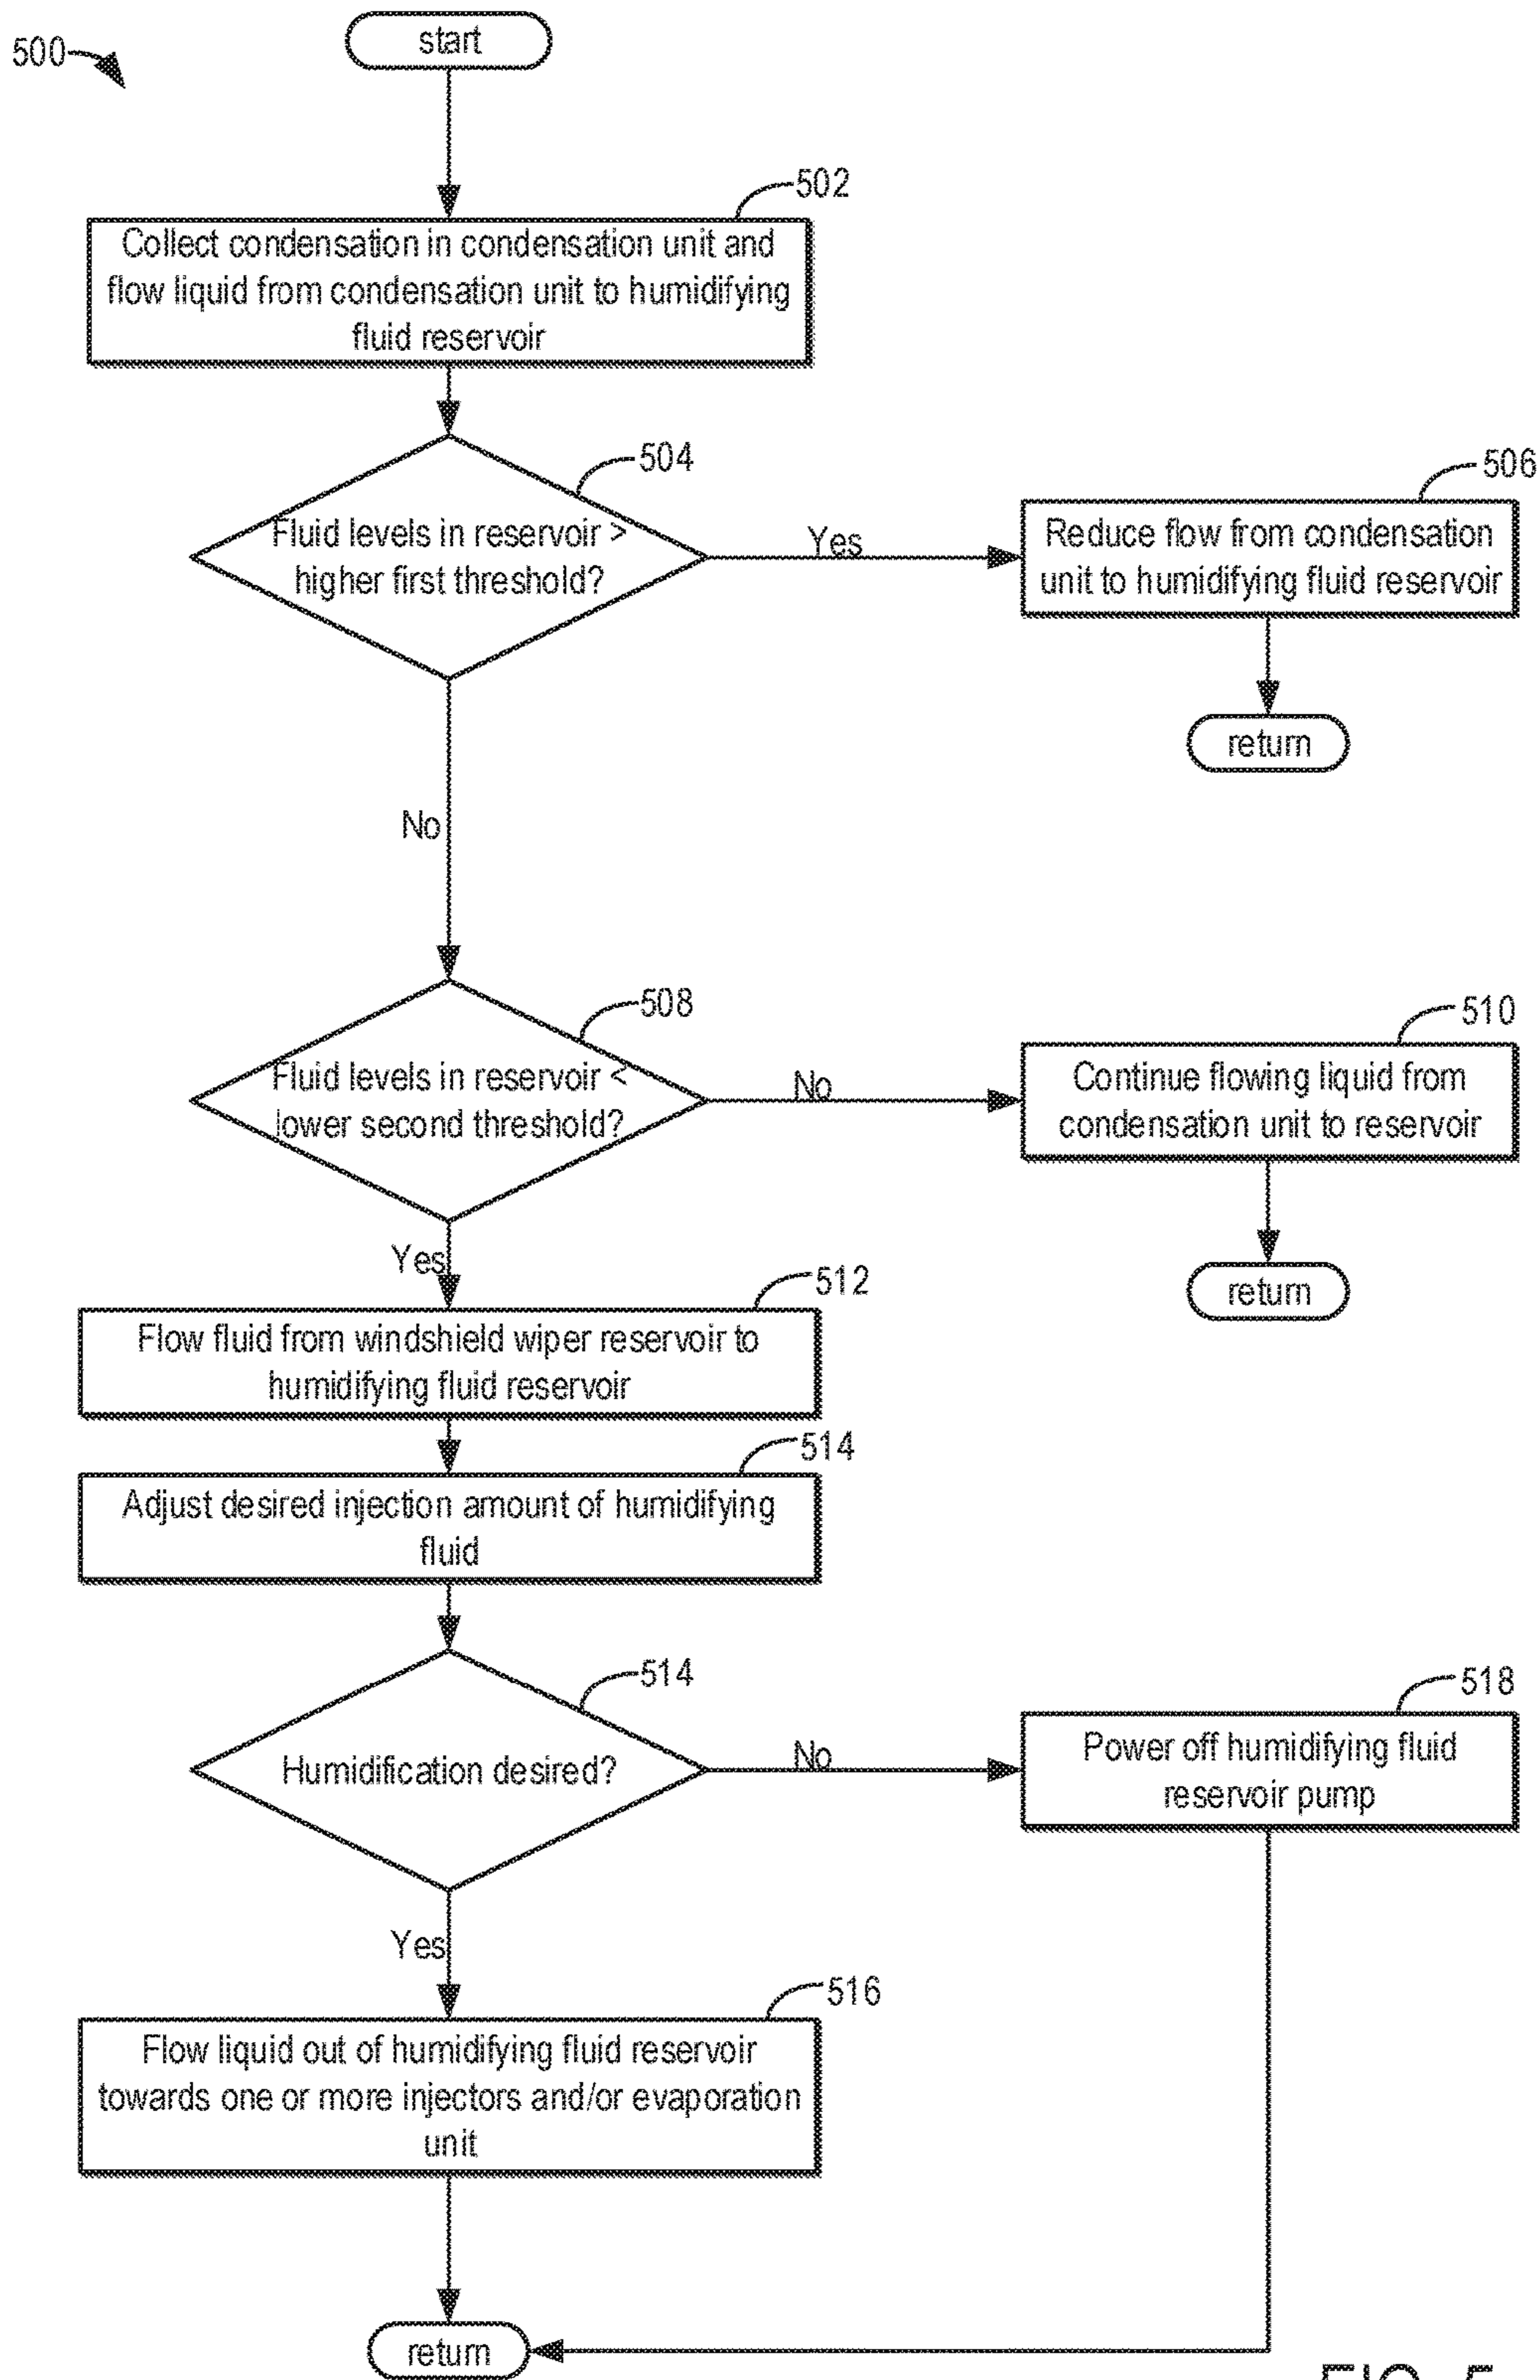 500
start
502
Collect condensation in condensation unit and
flow liquid from condensation unit to humidifying
fluid reservoir
504
Fluid levels in reservoir >
higher first threshold?
Yes
506
Reduce flow from condensation
unit to humidifying fluid reservoir
return
No
508
Fluid levels in reservoir <
lower second threshold?
No
510
Continue flowing liquid from
condensation unit to reservoir
return
Yes
512
Flow fluid from windshield wiper reservoir to
humidifying fluid reservoir
514
Adjust desired injection amount of humidifying
fluid
514
Humidification desired?
No
518
Power off humidifying fluid
reservoir pump
Yes
516
Flow liquid out of humidifying fluid reservoir
towards one or more injectors and/or evaporation
unit
return
FIG. 5